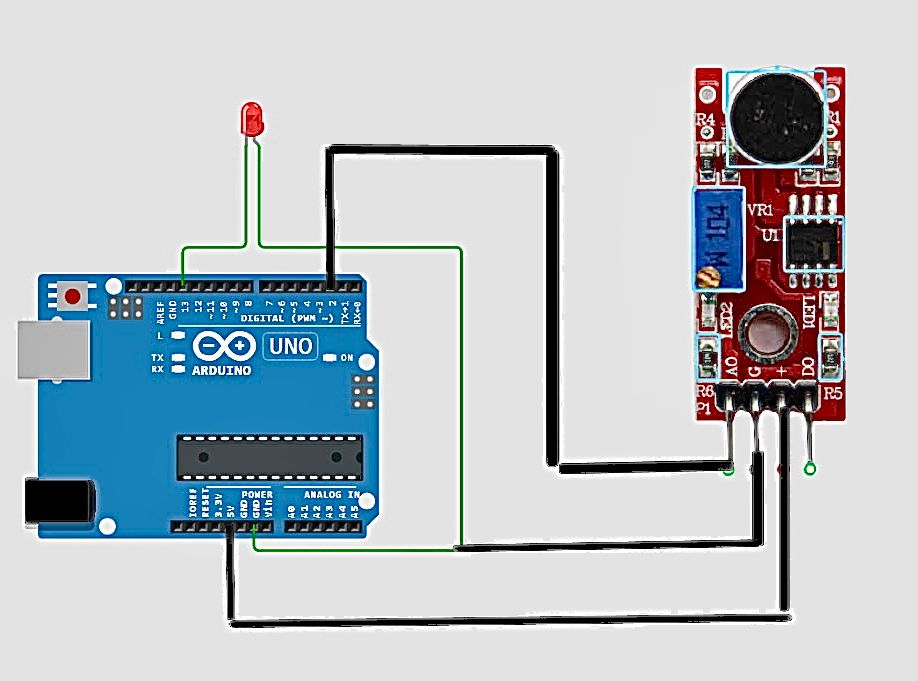 R4
R1
104
VR1
U1
LED2
LED1
AO
G
+
DO
R6
R5
P1
AREF
GND
13
12
~11
~10
~9
8
7
~6
~5
4
~3
2
TX→1
RX←0
DIGITAL (PWM ~)
L
TX
RX
UNO
ARDUINO
ON
IOREF
RESET
3.3V
5V
GND
GND
Vin
POWER
ANALOG IN
A0
A1
A2
A3
A4
A5